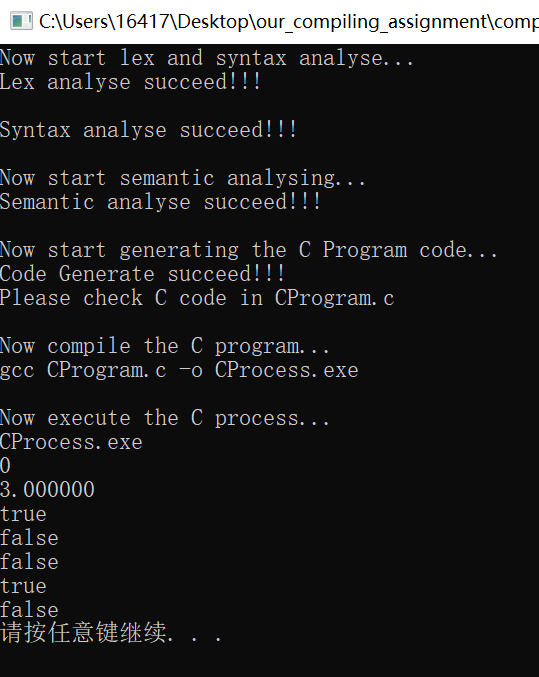 C:\Users\16417\Desktop\our_compiling_assignment\comp
Now start lex and syntax analyse...
Lex analyse succeed!!!
Syntax analyse succeed!!!
Now start semantic analysing...
Semantic analyse succeed!!!
Now start generating the C Program code...
Code Generate succeed!!!
Please check C code in CProgram.c
Now compile the C program...
gcc CProgram.c -o CProcess.exe
Now execute the C process...
CProcess.exe
0
3.000000
true
false
false
true
false
请按任意键继续. . .